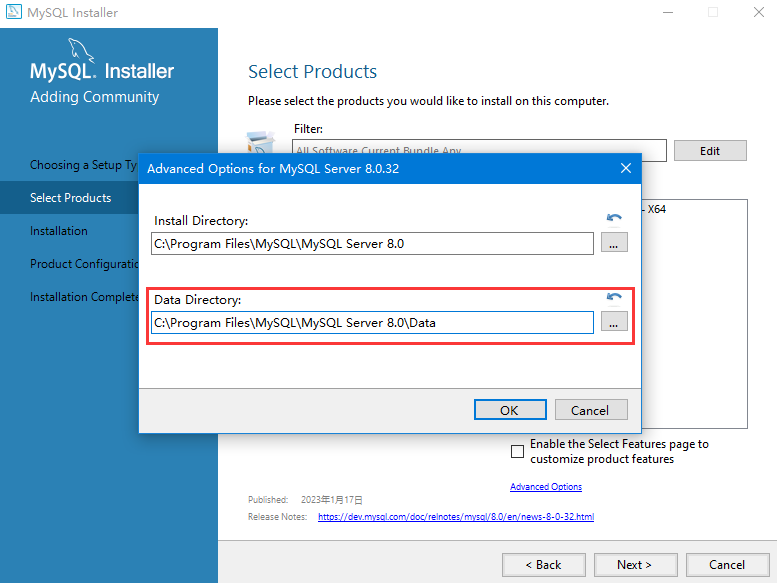 MySQL Installer
MySQL. Installer
Adding Community
Choosing a Setup Ty
Select Products
Installation
Product Configuratio
Installation Complete
Select Products
Please select the products you would like to install on this computer.
Filter:
All Software,Current Bundle,Any
Edit
Advanced Options for MySQL Server 8.0.32
- X64
Install Directory:
C:\Program Files\MySQL\MySQL Server 8.0
...
Data Directory:
C:\Program Files\MySQL\MySQL Server 8.0\Data
...
OK
Cancel
Enable the Select Features page to
customize product features
Advanced Options
Published: 2023年1月17日
Release Notes: https://dev.mysql.com/doc/relnotes/mysql/8.0/en/news-8-0-32.html
< Back
Next >
Cancel